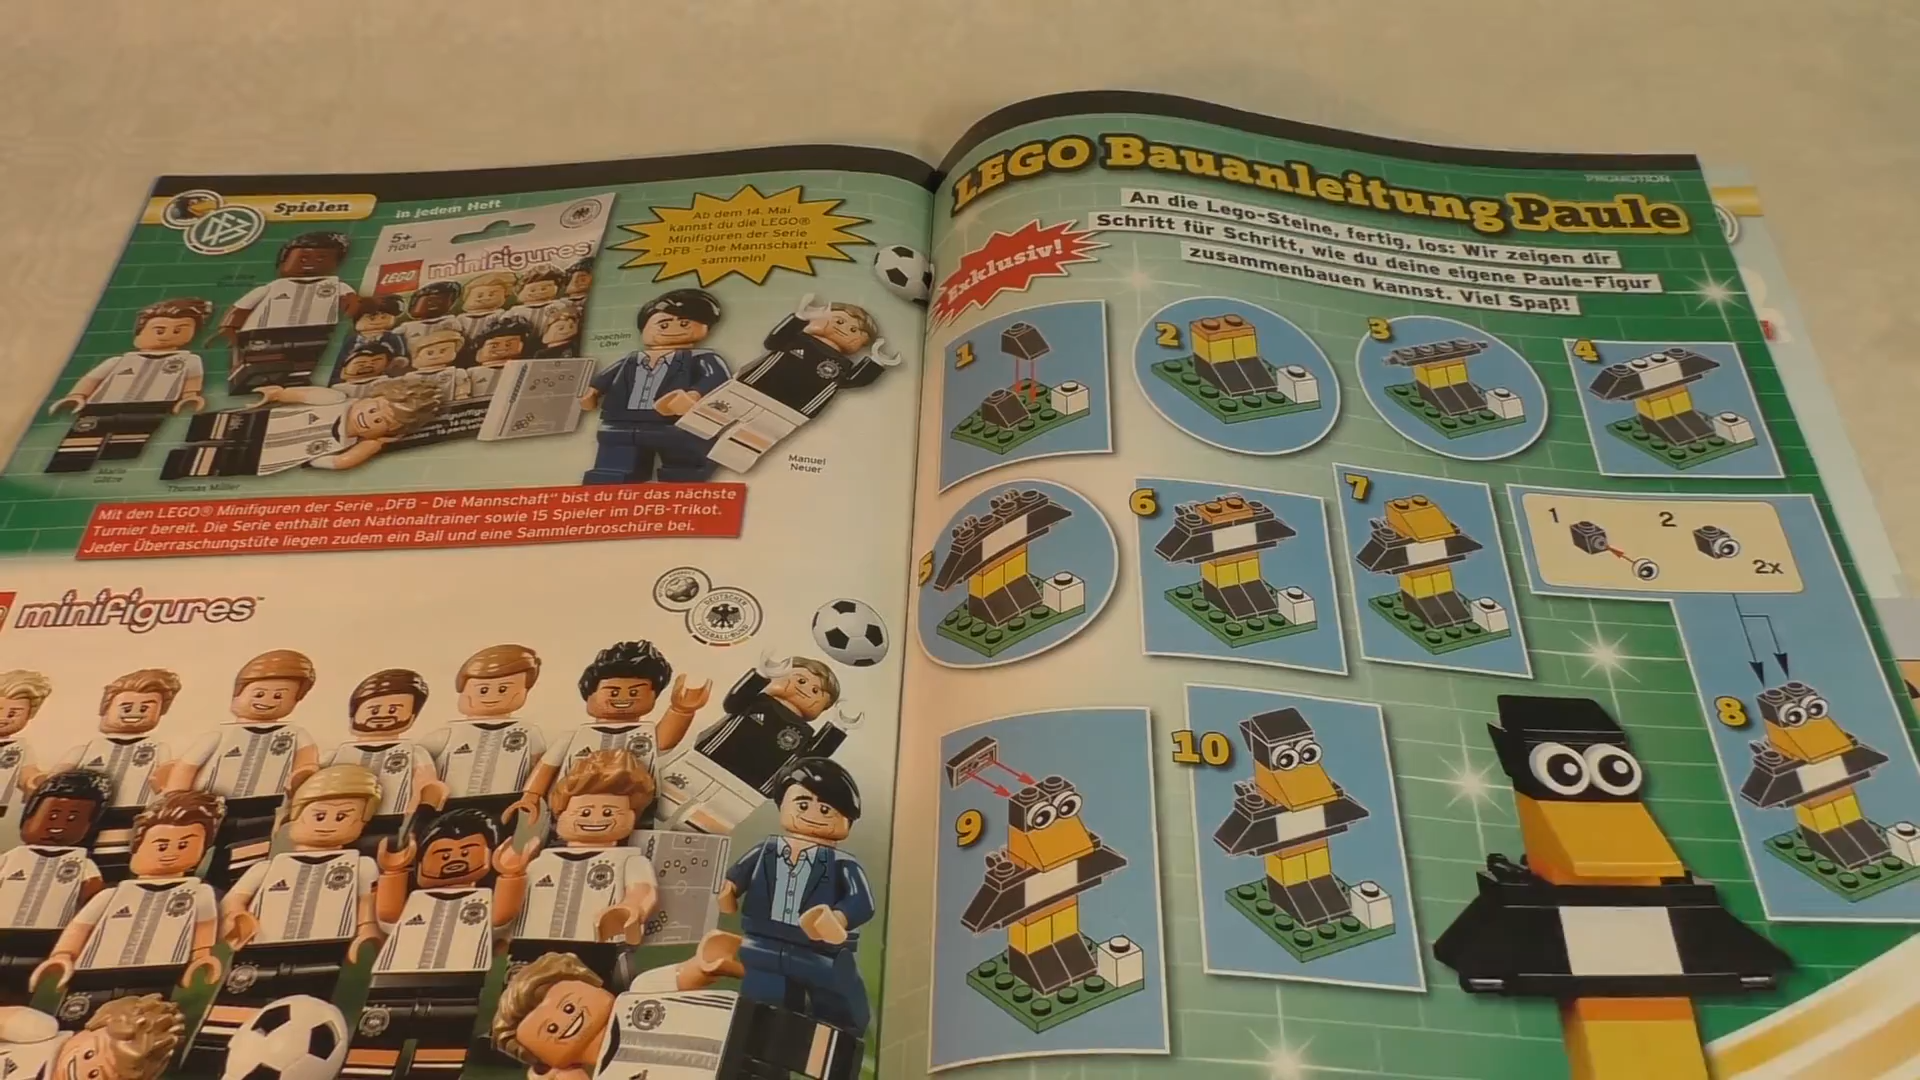 Spielen
in jedem Heft
5+
71014
LEGO minifigures
Ab dem 14. Mai
kannst du die LEGO®
Minifiguren der Serie
„DFB – Die Mannschaft“
sammeln!
Joachim
Löw
Manuel
Neuer
Mario
Götze
Thomas Müller
Mit den LEGO® Minifiguren der Serie „DFB – Die Mannschaft“ bist du für das nächste
Turnier bereit. Die Serie enthält den Nationaltrainer sowie 15 Spieler im DFB-Trikot.
Jeder Überraschungstüte liegen zudem ein Ball und eine Sammlerbroschüre bei.
minifigures™
DEUTSCHER
FUSSBALL-BUND
PROMOTION
LEGO Bauanleitung Paule
An die Lego-Steine, fertig, los: Wir zeigen dir
Schritt für Schritt, wie du deine eigene Paule-Figur
zusammenbauen kannst. Viel Spaß!
Exklusiv!
1
2
3
4
5
6
7
1
2
2x
8
9
10